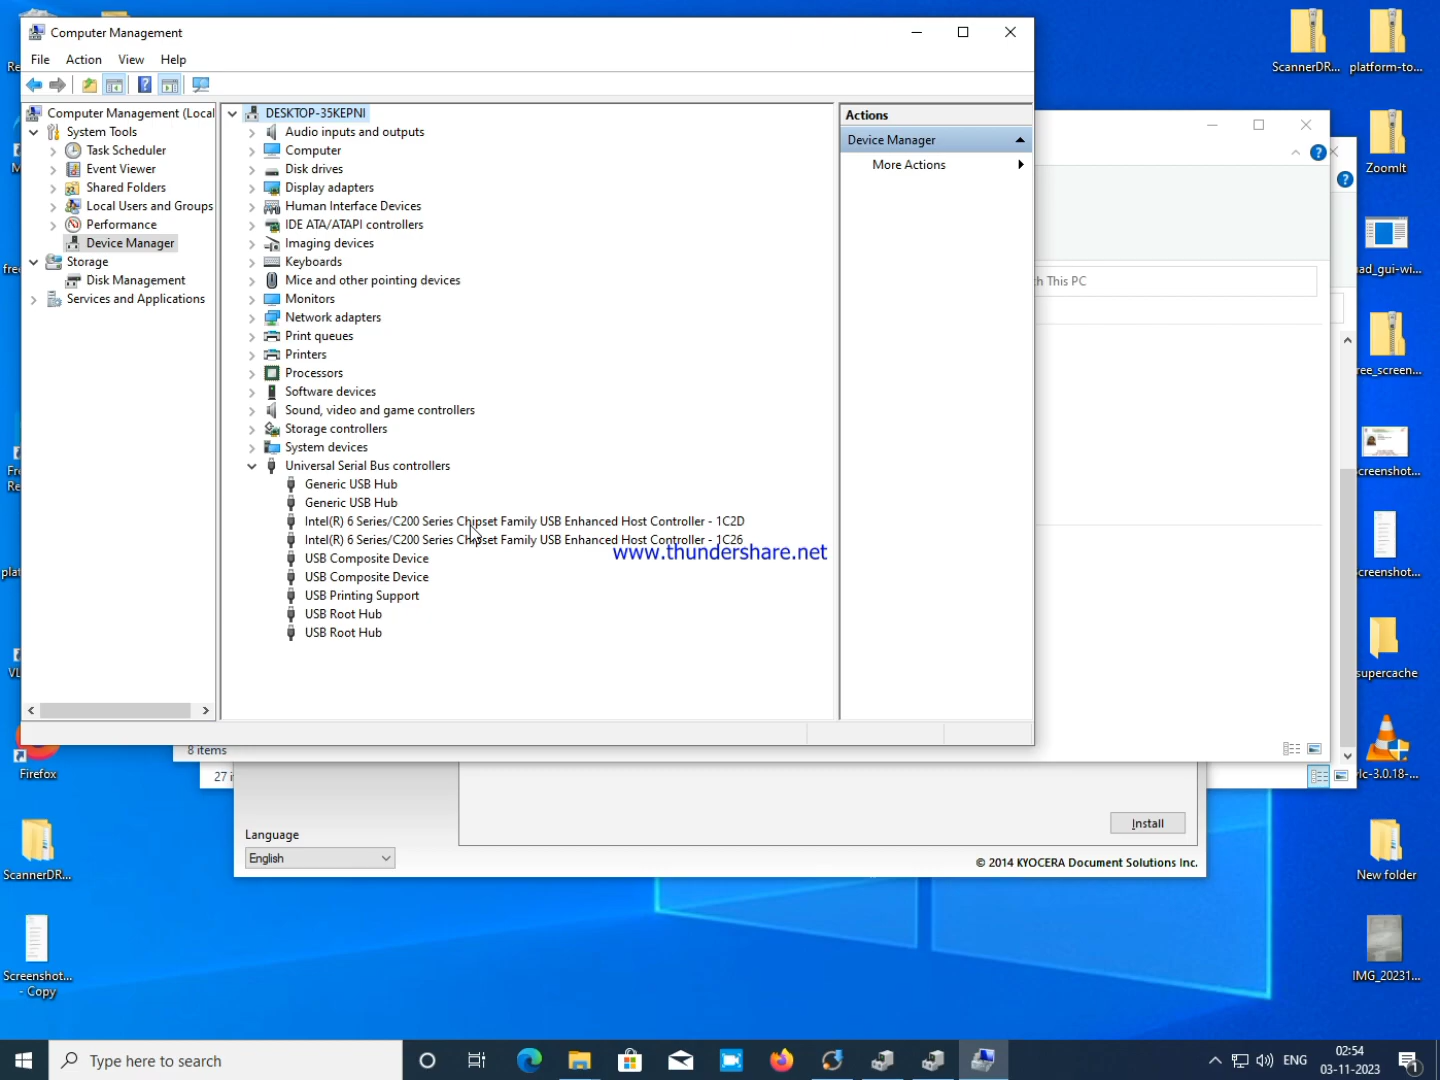 Computer Management
File Action View Help
Computer Management (Local
System Tools
Task Scheduler
Event Viewer
Shared Folders
Local Users and Groups
Performance
Device Manager
Storage
Disk Management
Services and Applications
DESKTOP-35KEPNI
Audio inputs and outputs
Computer
Disk drives
Display adapters
Human Interface Devices
IDE ATA/ATAPI controllers
Imaging devices
Keyboards
Mice and other pointing devices
Monitors
Network adapters
Print queues
Printers
Processors
Software devices
Sound, video and game controllers
Storage controllers
System devices
Universal Serial Bus controllers
Generic USB Hub
Generic USB Hub
Intel(R) 6 Series/C200 Series Chipset Family USB Enhanced Host Controller - 1C2D
Intel(R) 6 Series/C200 Series Chipset Family USB Enhanced Host Controller - 1C26
www.thundershare.net
USB Composite Device
USB Composite Device
USB Printing Support
USB Root Hub
USB Root Hub
Actions
Device Manager
More Actions
This PC
8 items
27
Language
English
Install
© 2014 KYOCERA Document Solutions Inc.
ScannerDR...
platform-to...
ZoomIt
ad_gui-wi...
ree_screen...
creenshot...
creenshot...
supercache
vlc-3.0.18-...
New folder
IMG_20231...
Firefox
ScannerDR...
Screenshot...
- Copy
Type here to search
ENG
02:54
03-11-2023
1